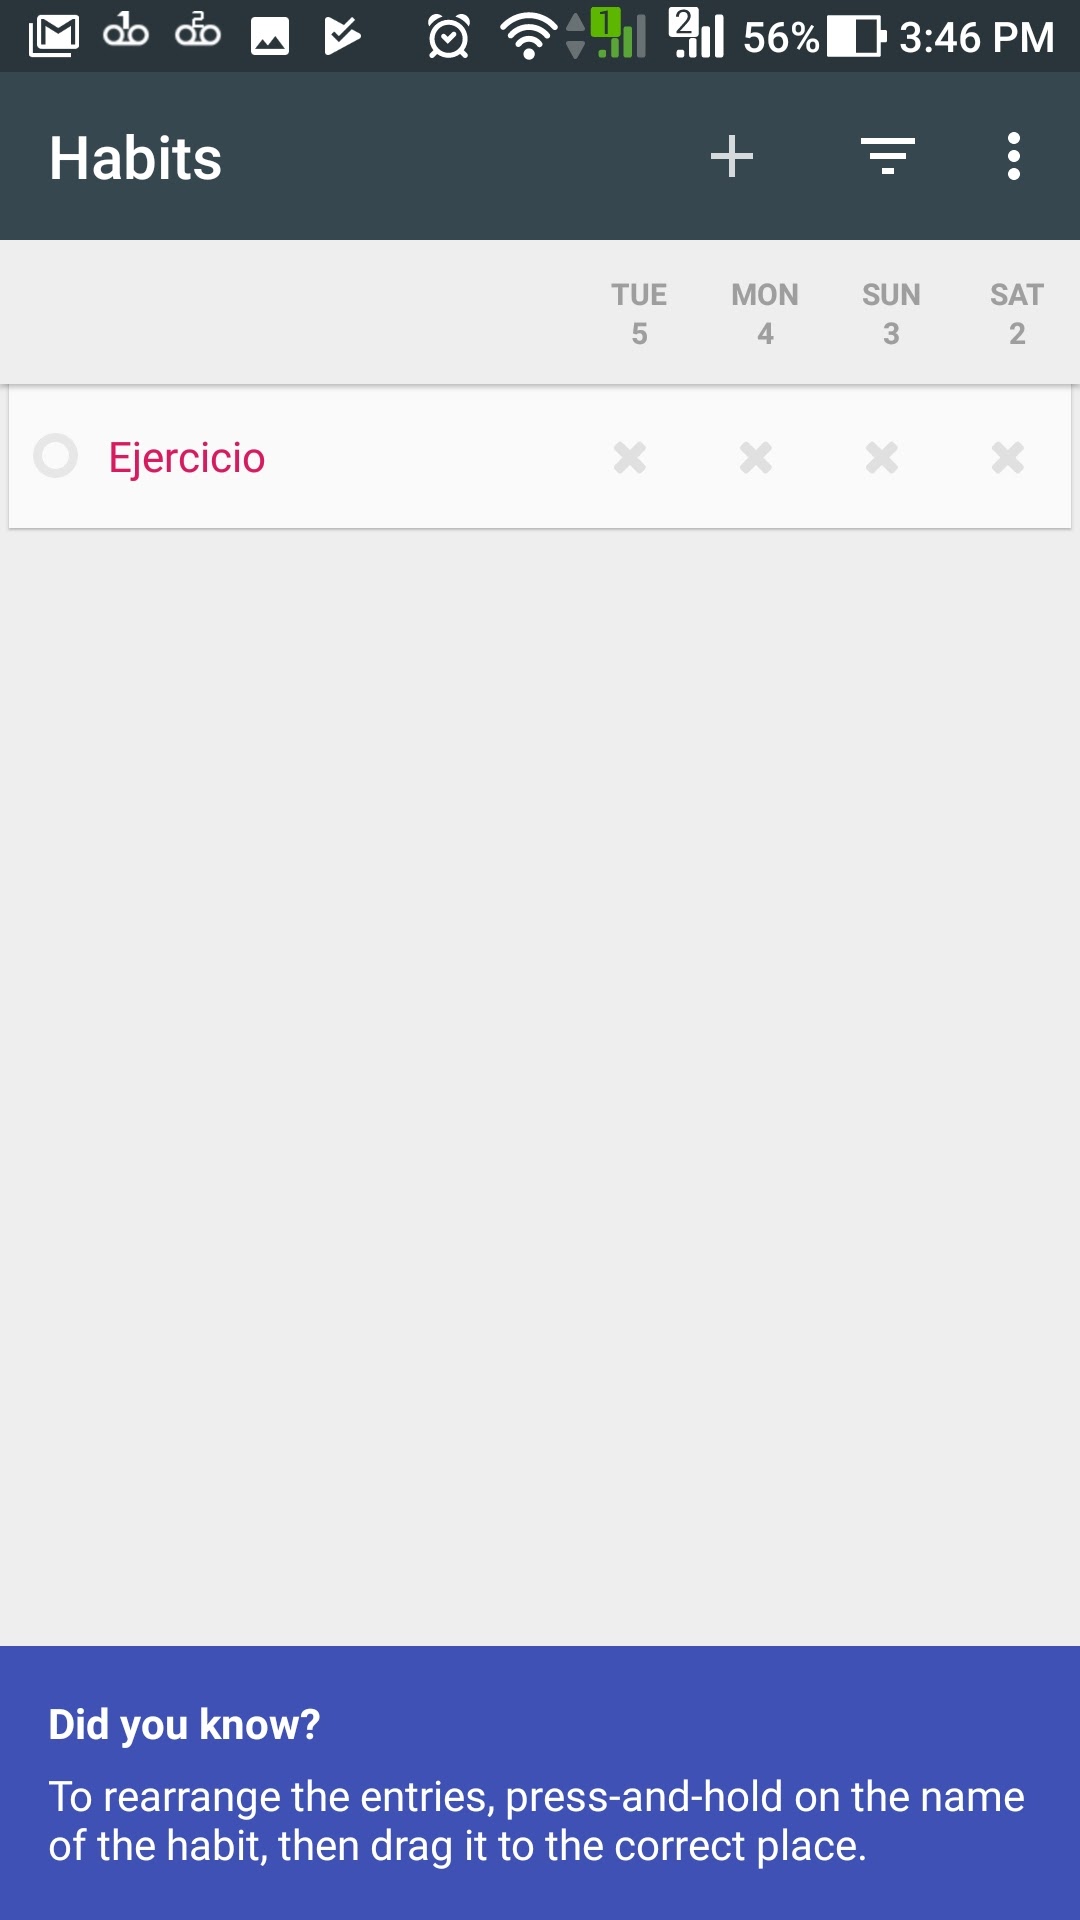 1 2 56% 3:46 PM
Habits
TUE MON SUN SAT
5 4 3 2
Ejercicio
Did you know?
To rearrange the entries, press-and-hold on the name
of the habit, then drag it to the correct place.